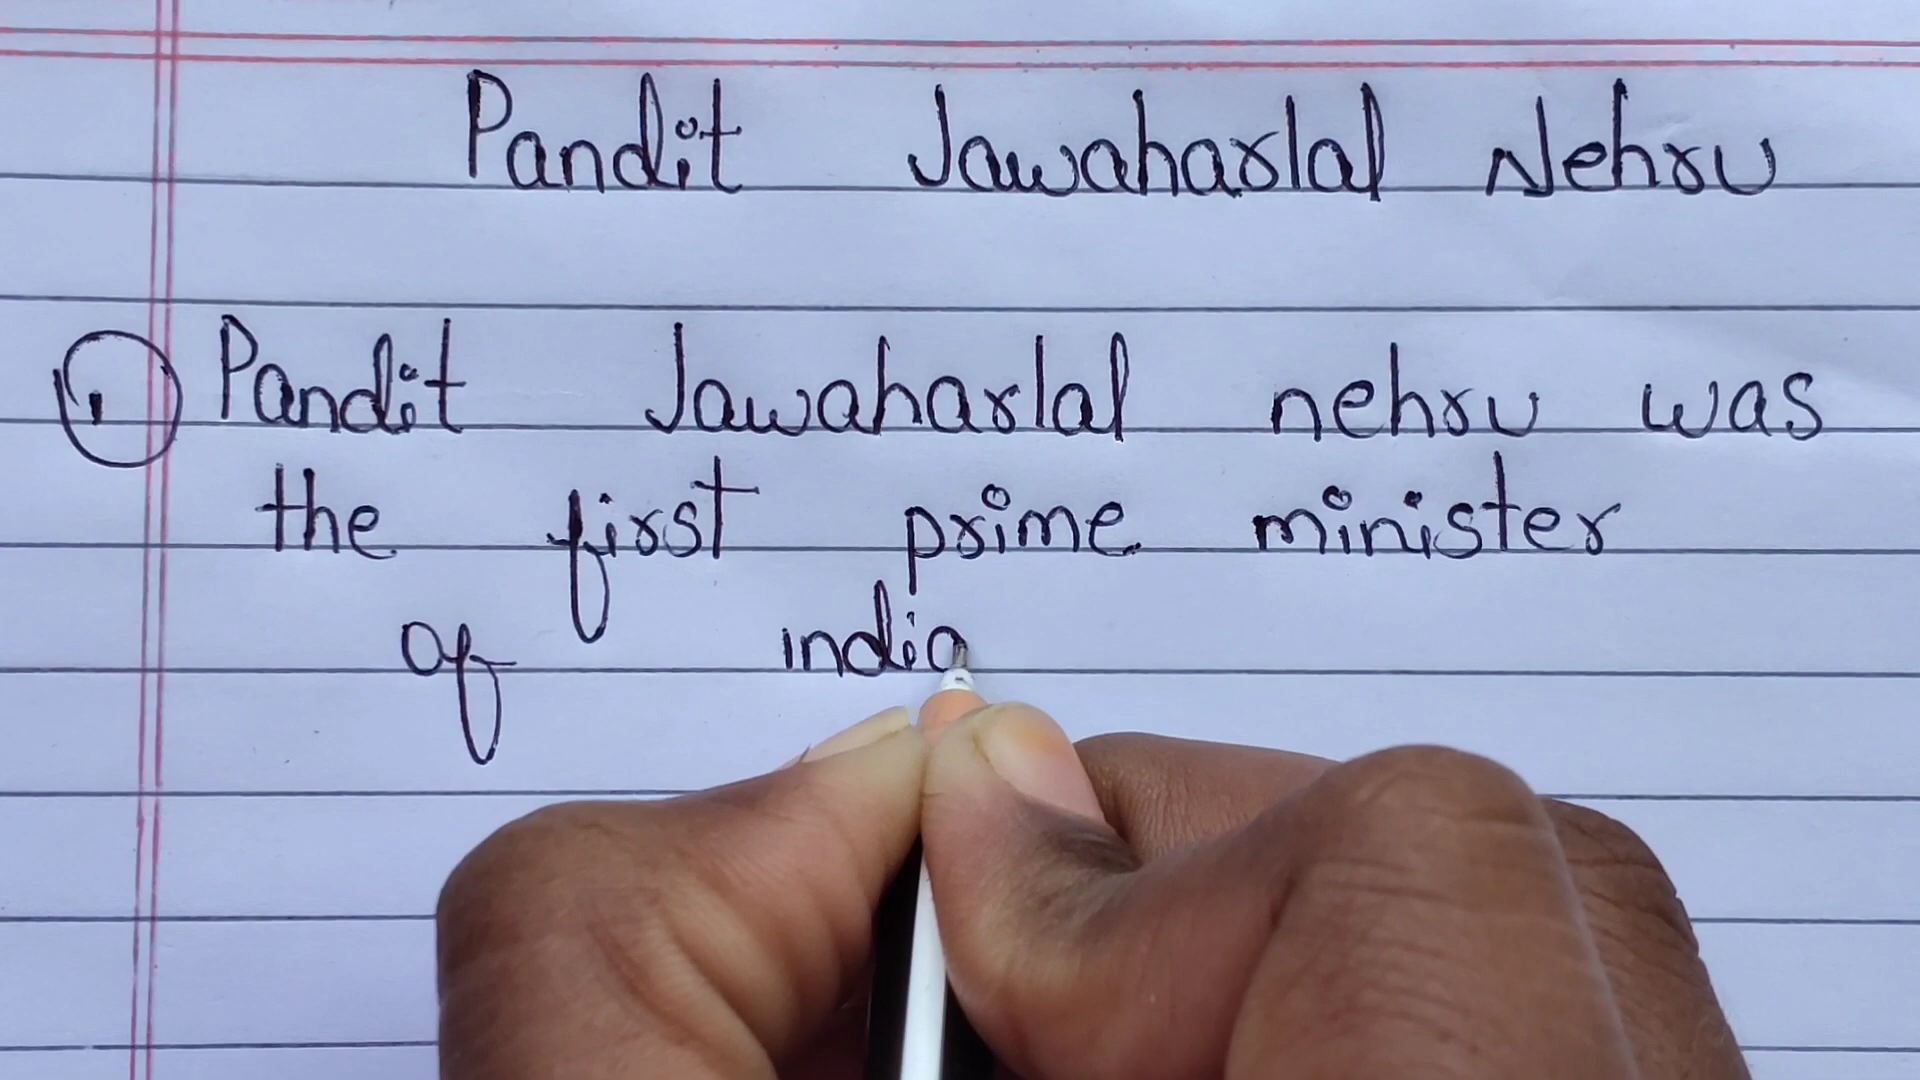 Pandit Jawaharlal Nehru
1. Pandit Jawaharlal nehru was
the first prime minister
of india